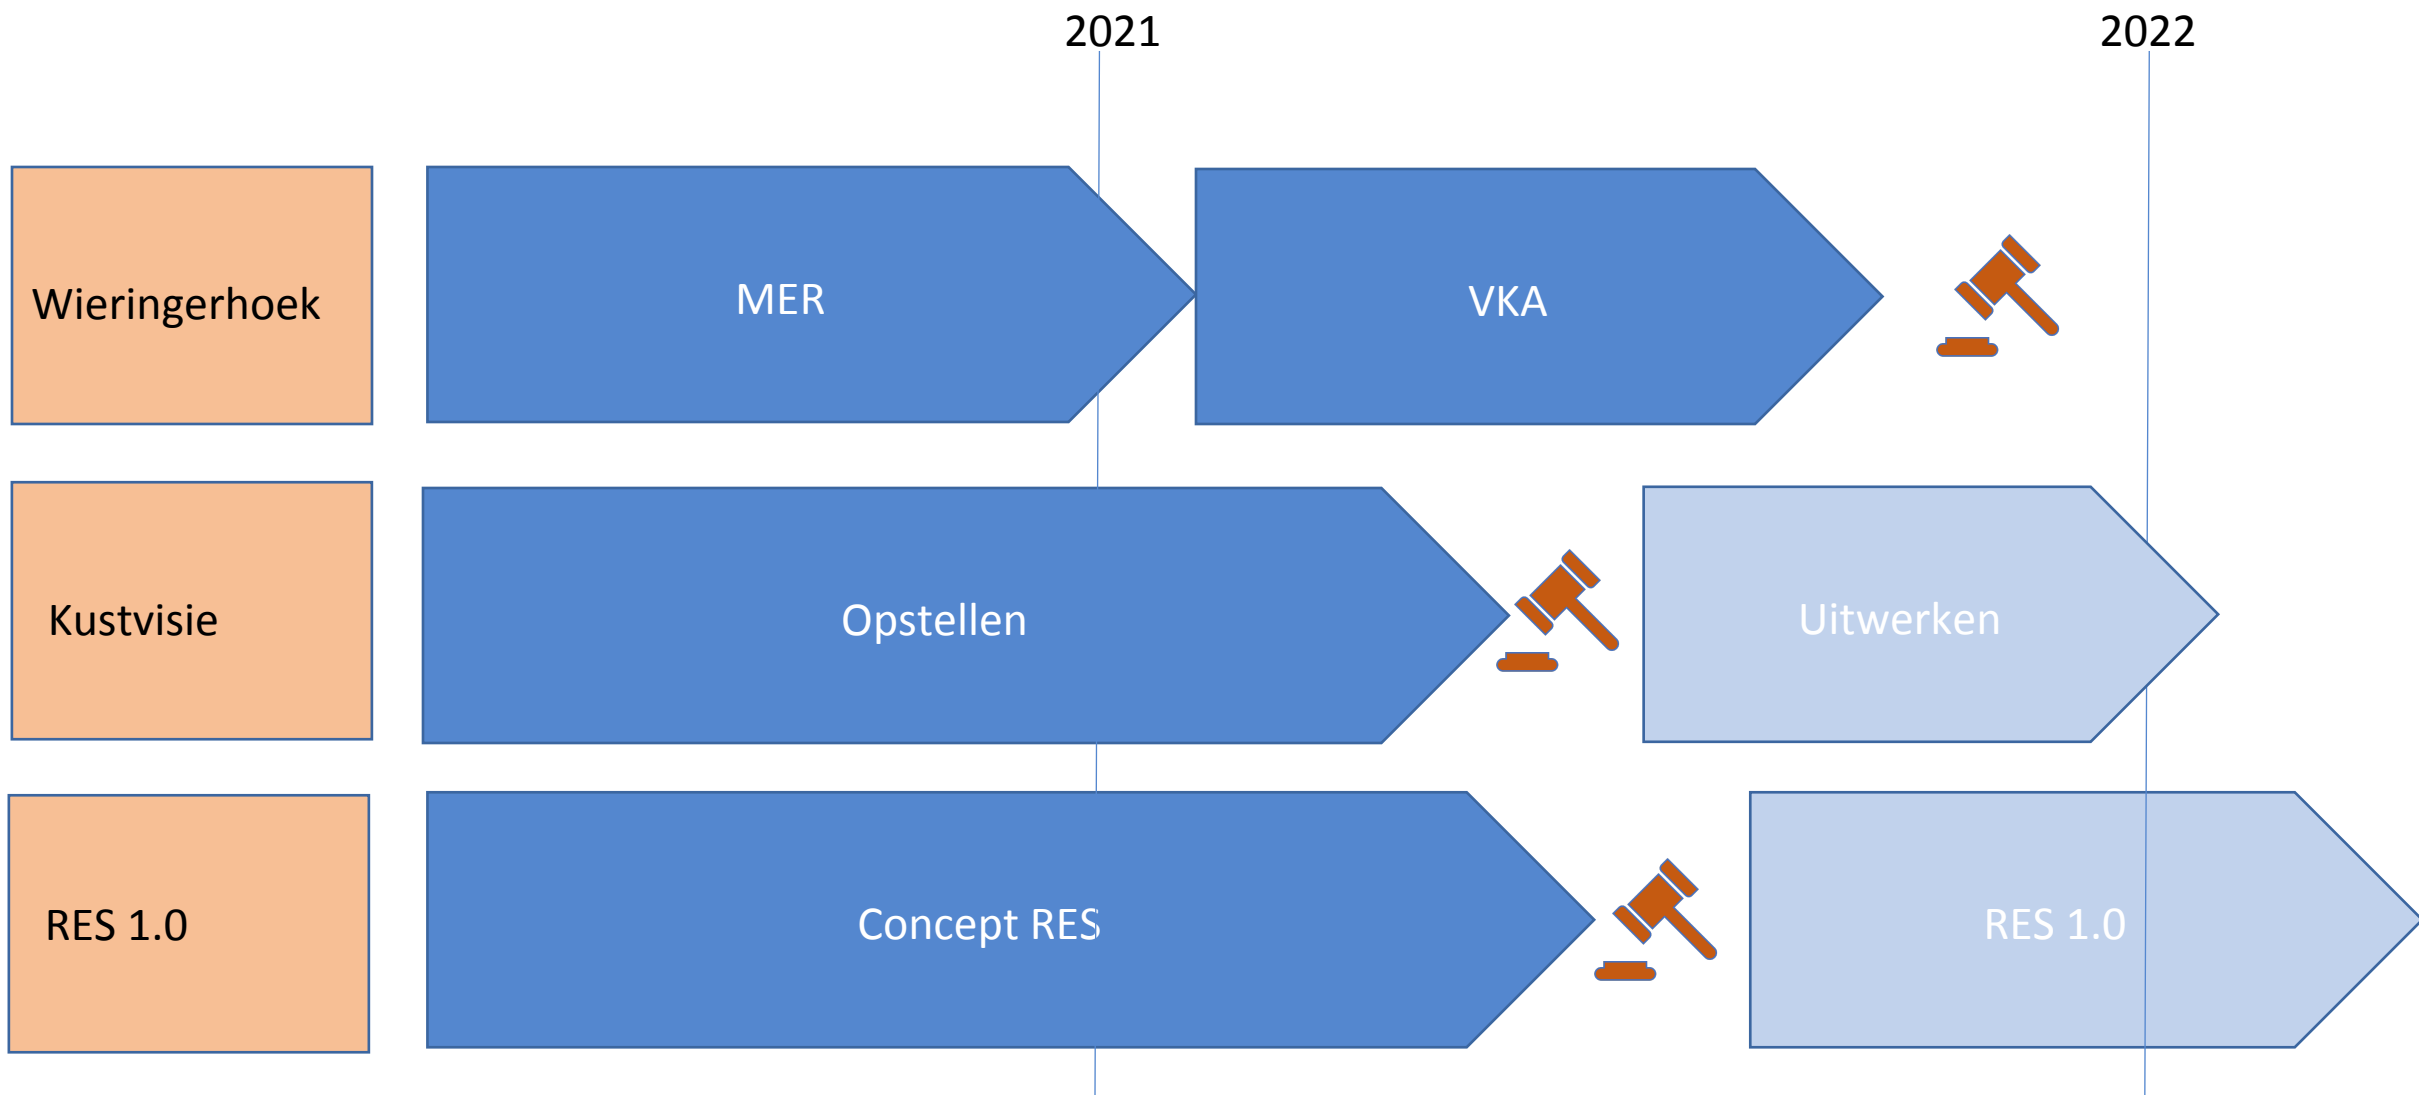 2021
2022
Wieringerhoek
MER
VKA
Kustvisie
Opstellen
Uitwerken
RES 1.0
Concept RES
RES 1.0